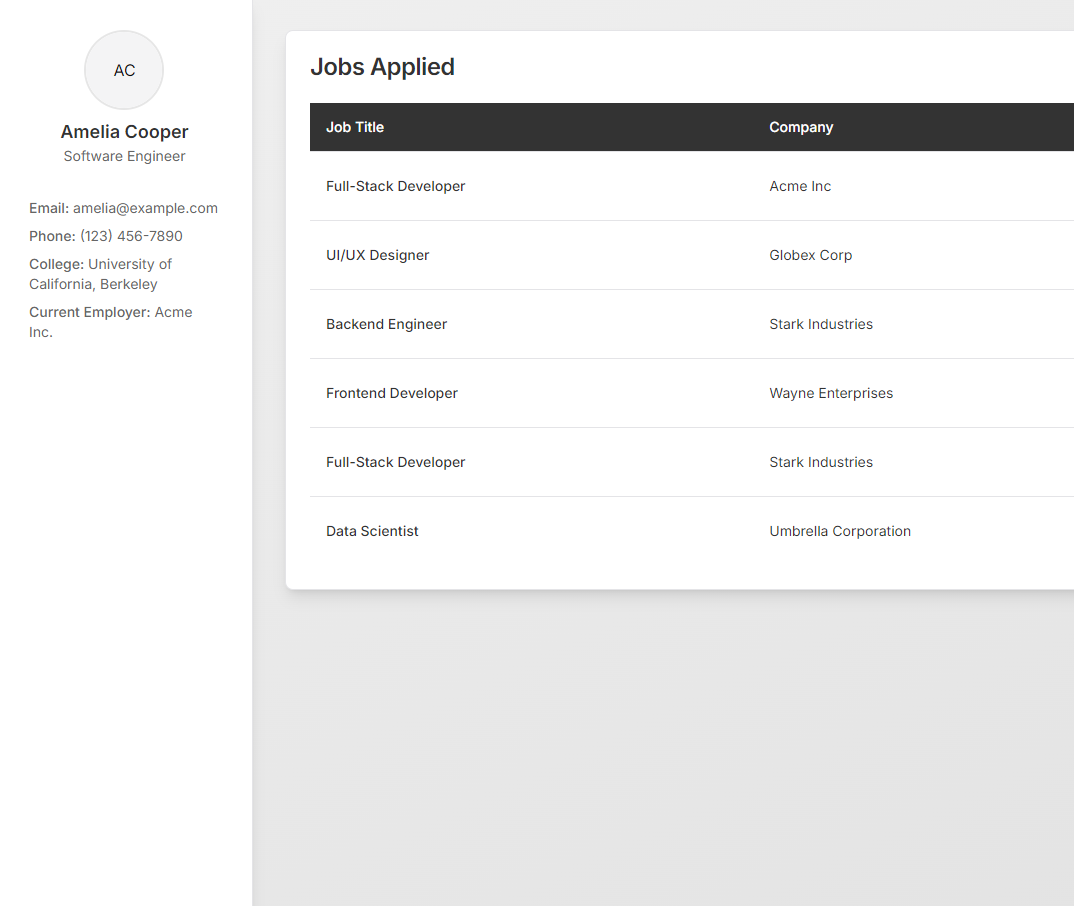 AC
Amelia Cooper
Software Engineer
Email: amelia@example.com
Phone: (123) 456-7890
College: University of
California, Berkeley
Current Employer: Acme
Inc.
Jobs Applied
Job Title Company
Full-Stack Developer Acme Inc
UI/UX Designer Globex Corp
Backend Engineer Stark Industries
Frontend Developer Wayne Enterprises
Full-Stack Developer Stark Industries
Data Scientist Umbrella Corporation